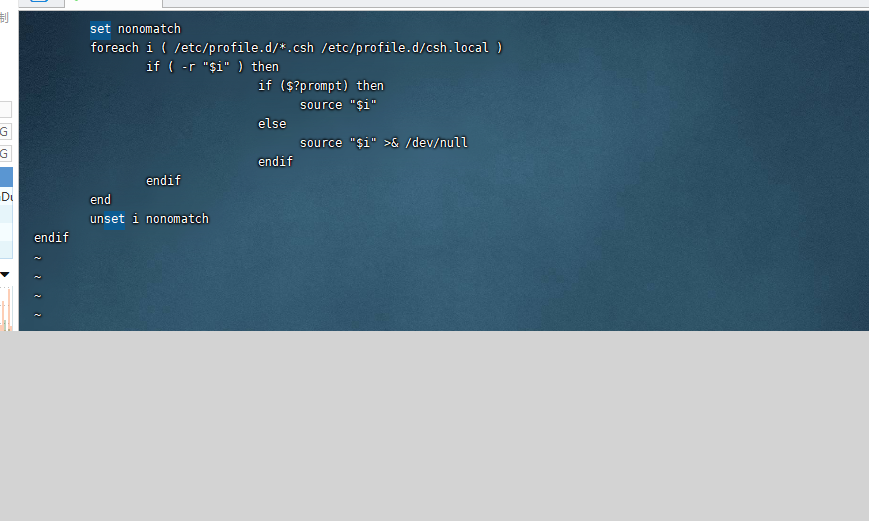 制
set nonomatch
foreach i ( /etc/profile.d/*.csh /etc/profile.d/csh.local )
if ( -r "$i" ) then
if ($?prompt) then
source "$i"
else
source "$i" >& /dev/null
endif
endif
end
unset i nonomatch
endif
~
~
~
~
G
G